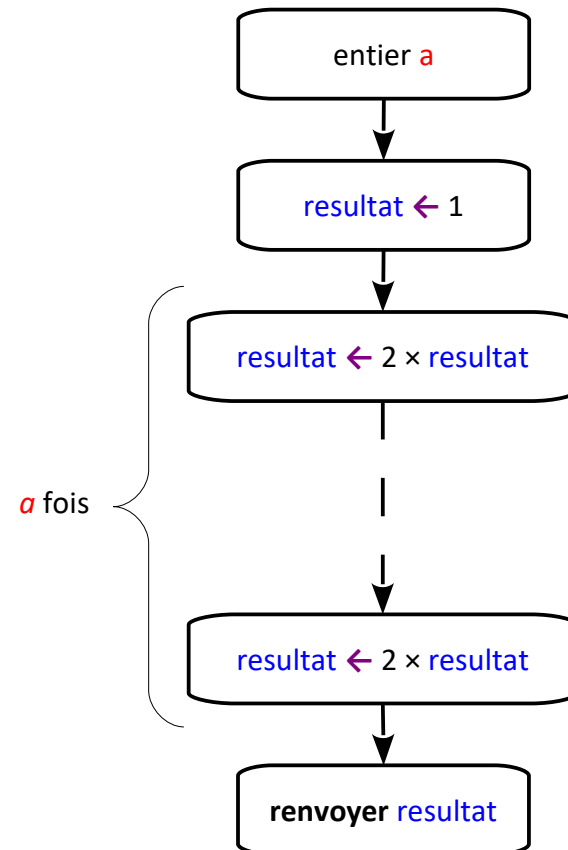 entier a
resultat ← 1
resultat ← 2 × resultat
a fois
resultat ← 2 × resultat
renvoyer resultat